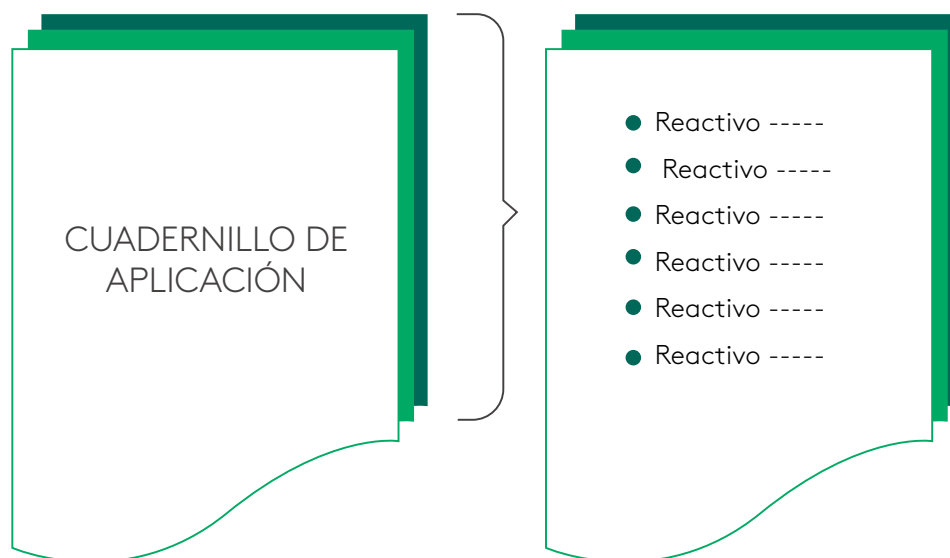 CUADERNILLO DE
APLICACIÓN
● Reactivo -----
● Reactivo -----
● Reactivo -----
● Reactivo -----
● Reactivo -----
● Reactivo -----